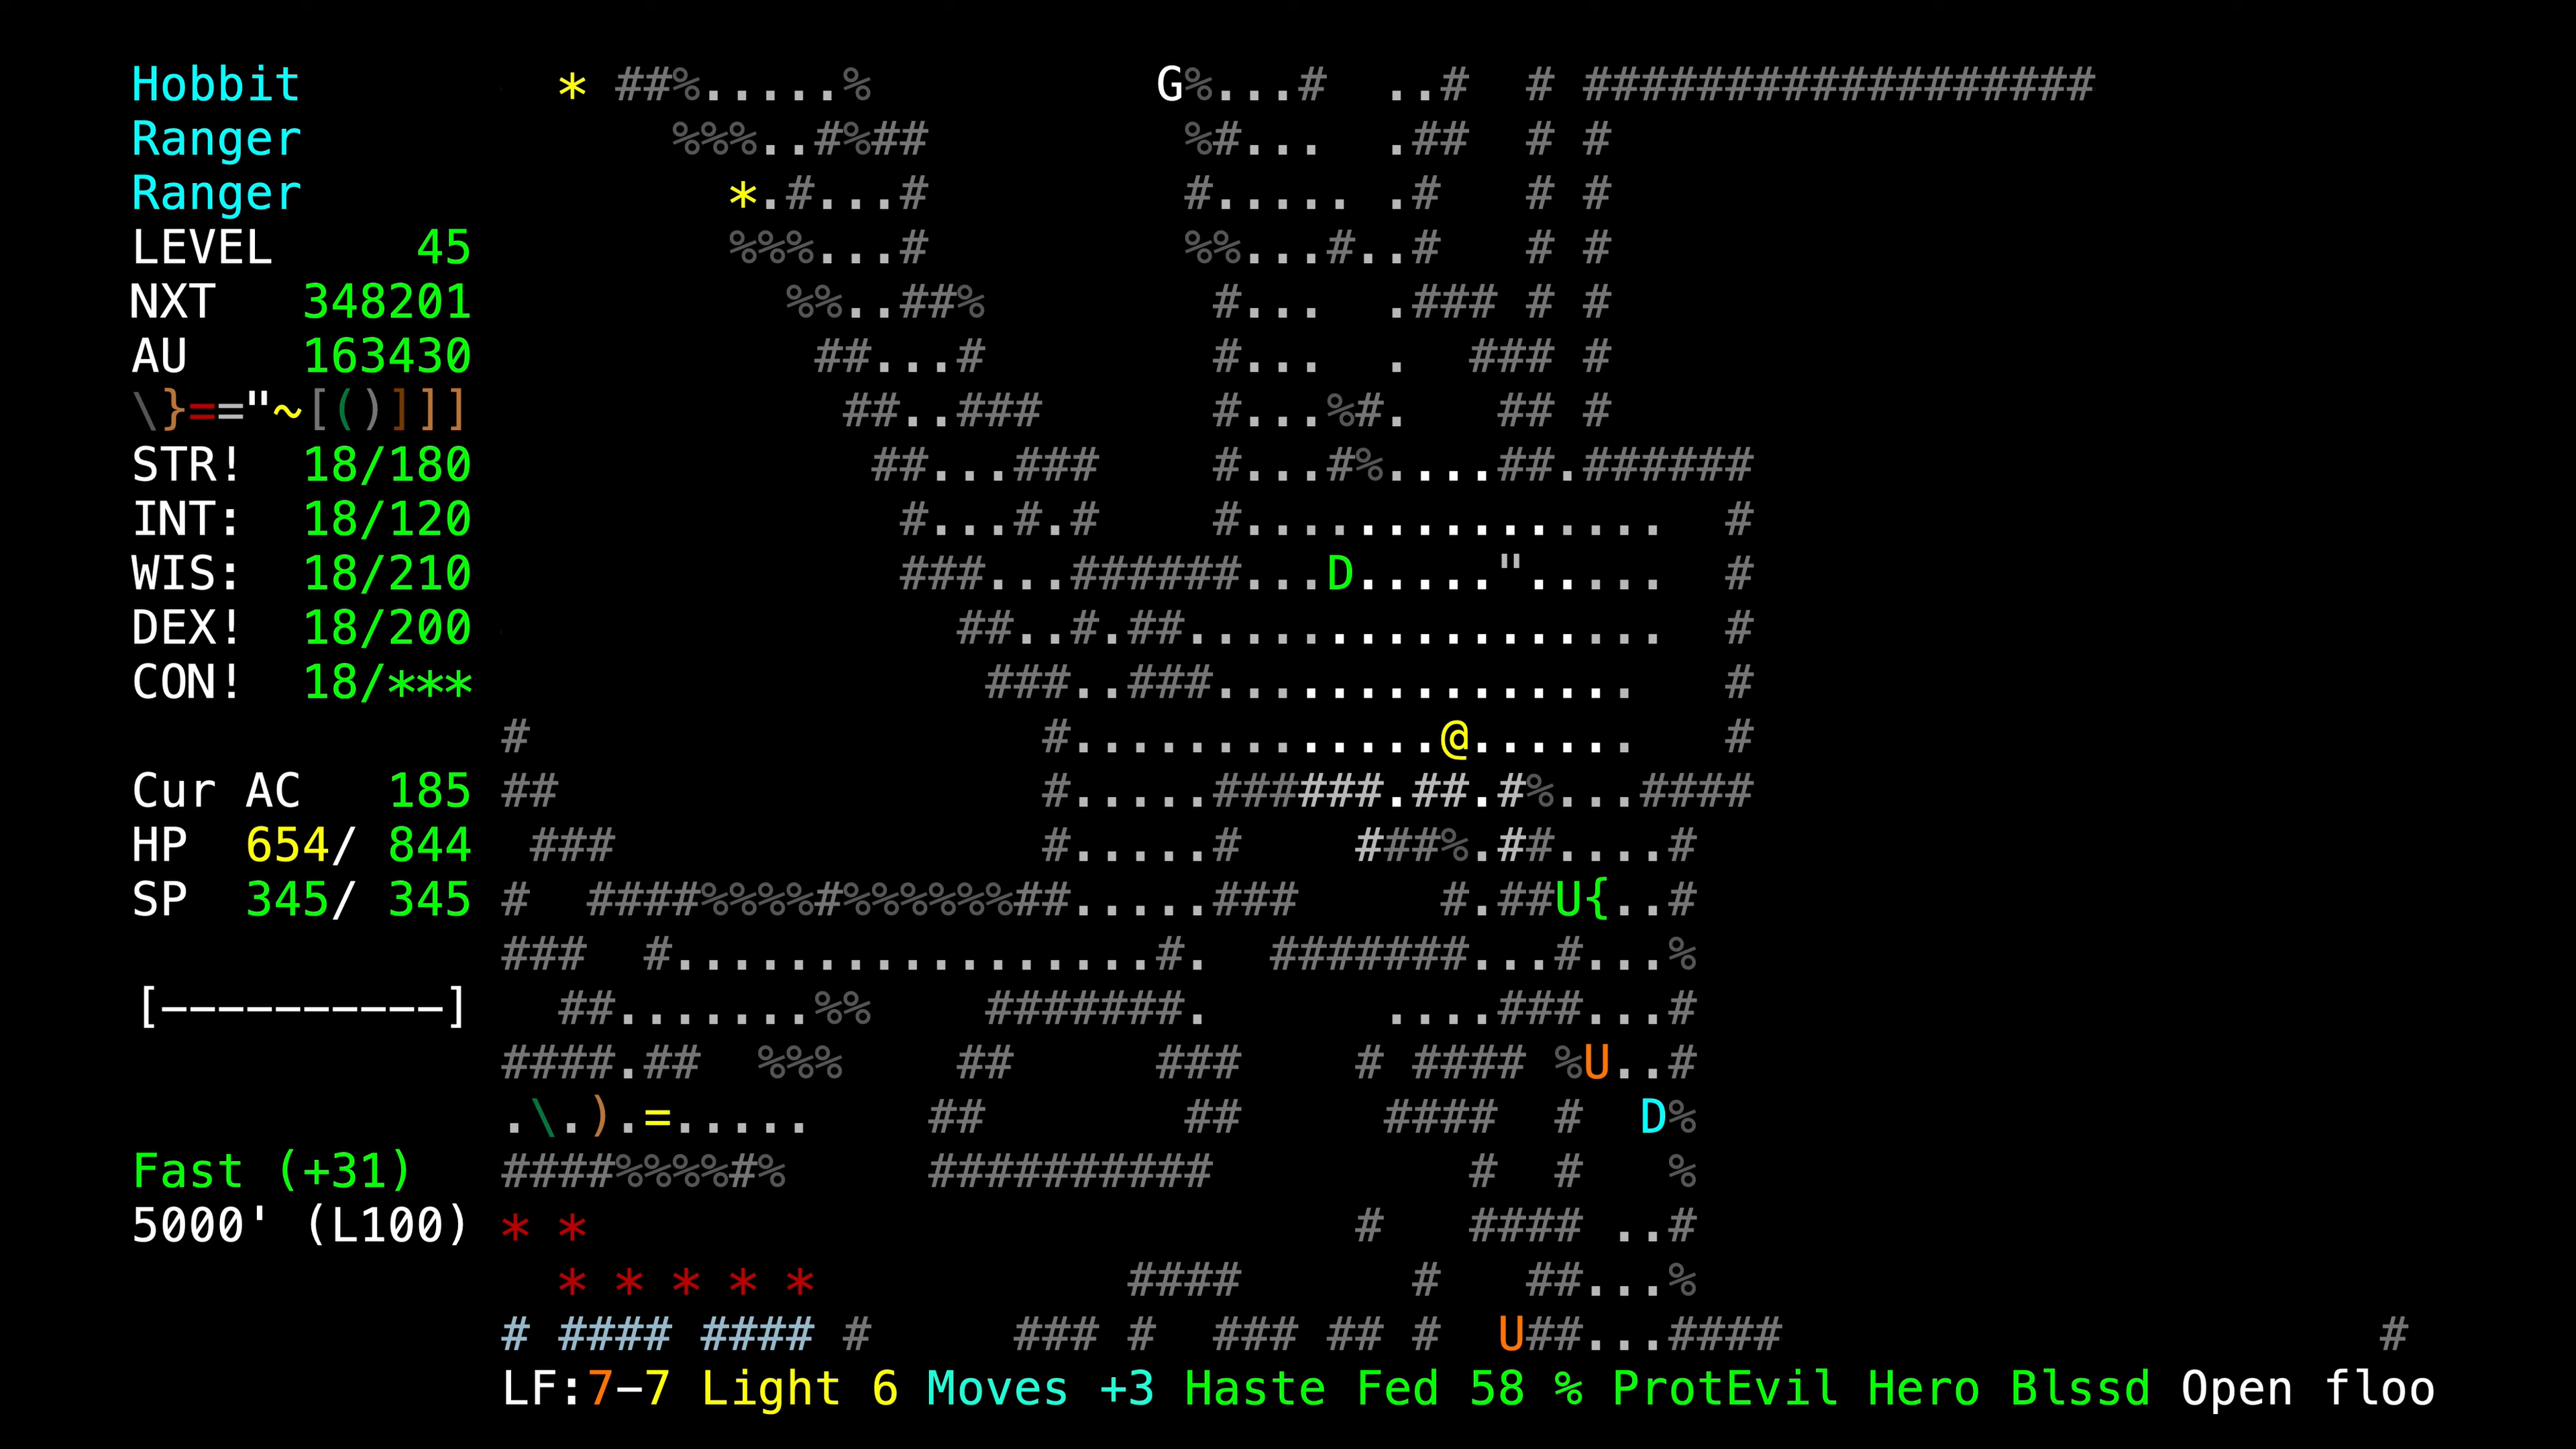 Hobbit * ##%.....% G%...# ..# # ##################
Ranger %%%..#%## %#... .## # #
Ranger *.#...# #..... .# # #
LEVEL 45 %%%...# %%...#..# # #
NXT 348201 %%..##% #... .### # #
AU 163430 ##...# #... . ### #
\}=="~[()]]] ##..### #...%#. ## #
STR! 18/180 ##...### #...#%....##.######
INT: 18/120 #...#.# #............... #
WIS: 18/210 ###...######...D.....".... #
DEX! 18/200 ##..#.##................. #
CON! 18/*** ###..###............... #
# #.............@...... #
Cur AC 185 ## #.....#######.##.#%...####
HP 654/ 844 ### #.....# ###%.##....#
SP 345/ 345 # ####%%%%#%%%%%%##.....### #.##U{..#
### #.................#. #######...#...%
[----------] ##.......%% #######. ....###...#
####.## %%% ## ### # #### %U..#
.\.).=..... ## ## #### # D%
Fast (+31) ####%%%%#% ########## # # %
5000' (L100) * * # #### ..#
* * * * * #### # ##...%
# #### #### # ### # ### ## # U##...#### #
LF:7-7 Light 6 Moves +3 Haste Fed 58 % ProtEvil Hero Blssd Open floo